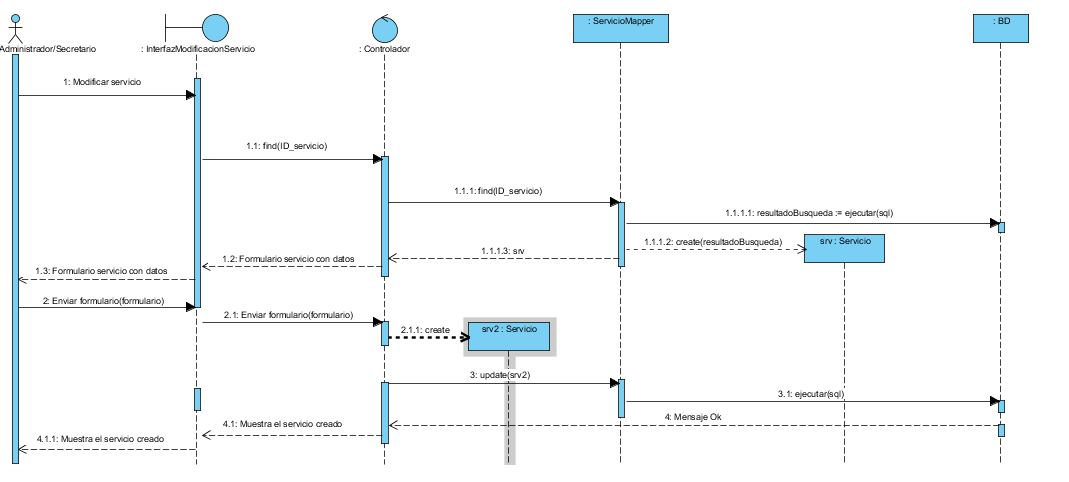 : ServicioMapper
: BD
Administrador/Secretario
: InterfazModificacionServicio
: Controlador
1: Modificar servicio
1.1: find(ID_servicio)
1.1.1: find(ID_servicio)
1.1.1.1: resultadoBusqueda := ejecutar(sql)
1.1.1.2: create(resultadoBusqueda)
srv : Servicio
1.1.1.3: srv
1.2: Formulario servicio con datos
1.3: Formulario servicio con datos
2: Enviar formulario(formulario)
2.1: Enviar formulario(formulario)
2.1.1: create
srv2 : Servicio
3: update(srv2)
3.1: ejecutar(sql)
4: Mensaje Ok
4.1: Muestra el servicio creado
4.1.1: Muestra el servicio creado